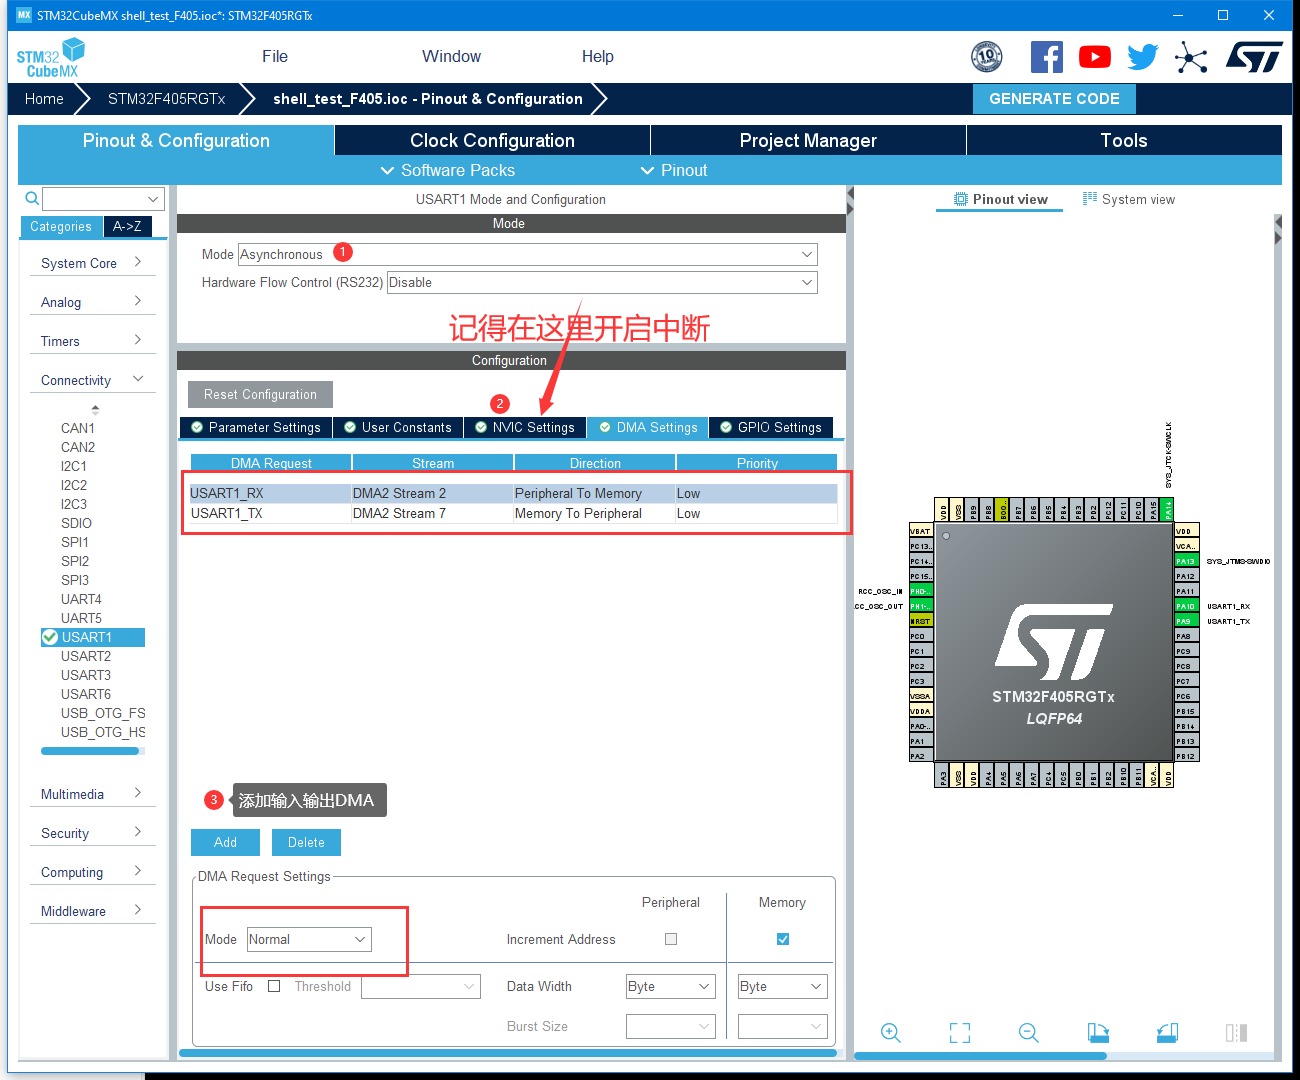 MX STM32CubeMX shell_test_F405.ioc*: STM32F405RGTx
STM32 CubeMX
File
Window
Help
10 YEARS
Home
STM32F405RGTx
shell_test_F405.ioc - Pinout & Configuration
GENERATE CODE
Pinout & Configuration
Clock Configuration
Project Manager
Tools
Software Packs
Pinout
Categories
A->Z
System Core
Analog
Timers
Connectivity
CAN1
CAN2
I2C1
I2C2
I2C3
SDIO
SPI1
SPI2
SPI3
UART4
UART5
USART1
USART2
USART3
USART6
USB_OTG_FS
USB_OTG_HS
Multimedia
Security
Computing
Middleware
USART1 Mode and Configuration
Mode
Mode Asynchronous 1
Hardware Flow Control (RS232) Disable
记得在这里开启中断
Configuration
Reset Configuration
2
Parameter Settings
User Constants
NVIC Settings
DMA Settings
GPIO Settings
DMA Request Stream Direction Priority
USART1_RX DMA2 Stream 2 Peripheral To Memory Low
USART1_TX DMA2 Stream 7 Memory To Peripheral Low
3 添加输入输出DMA
Add
Delete
DMA Request Settings
Peripheral Memory
Mode Normal
Increment Address
Use Fifo Threshold
Data Width Byte Byte
Burst Size
Pinout view
System view
SYS_JTCK-SWCLK
VDD VSS PB9 PB8 BOO.. PB7 PB6 PB5 PB4 PB3 PD2 PC12 PC11 PC10 PA15 PA14
VBAT
PC13..
PC14..
PC15..
RCC_OSC_IN PH0-..
CC_OSC_OUT PH1-..
NRST
PC0
PC1
PC2
PC3
VSSA
VDDA
PA0-..
PA1
PA2
VDD
VCA..
PA13 SYS_JTMS-SWDIO
PA12
PA11
PA10 USART1_RX
PA9 USART1_TX
PA8
PC9
PC8
PC7
PC6
PB15
PB14
PB13
PB12
STM32F405RGTx
LQFP64
PA3 VSS VDD PA4 PA5 PA6 PA7 PC4 PC5 PB0 PB1 PB2 PB10 PB11 VCA.. VDD